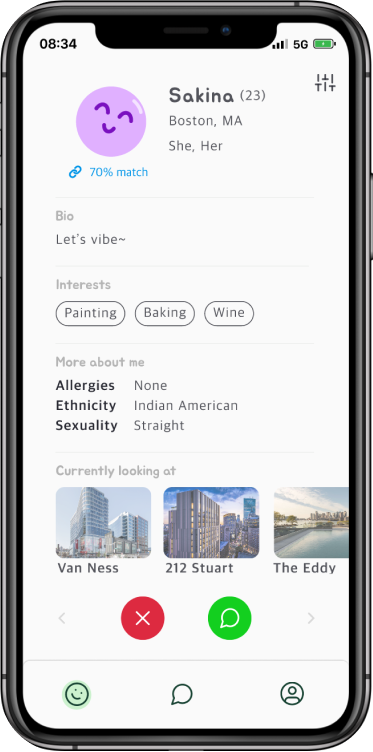 08:34
5G
Sakina (23)
Boston, MA
She, Her
70% match
Bio
Let's vibe~
Interests
Painting Baking Wine
More about me
Allergies None
Ethnicity Indian American
Sexuality Straight
Currently looking at
Van Ness 212 Stuart The Eddy